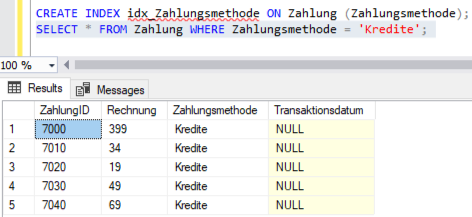 CREATE INDEX idx_Zahlungsmethode ON Zahlung (Zahlungsmethode);
SELECT * FROM Zahlung WHERE Zahlungsmethode = 'Kredite';
100 %
Results Messages
ZahlungID Rechnung Zahlungsmethode Transaktionsdatum
1 7000 399 Kredite NULL
2 7010 34 Kredite NULL
3 7020 19 Kredite NULL
4 7030 49 Kredite NULL
5 7040 69 Kredite NULL